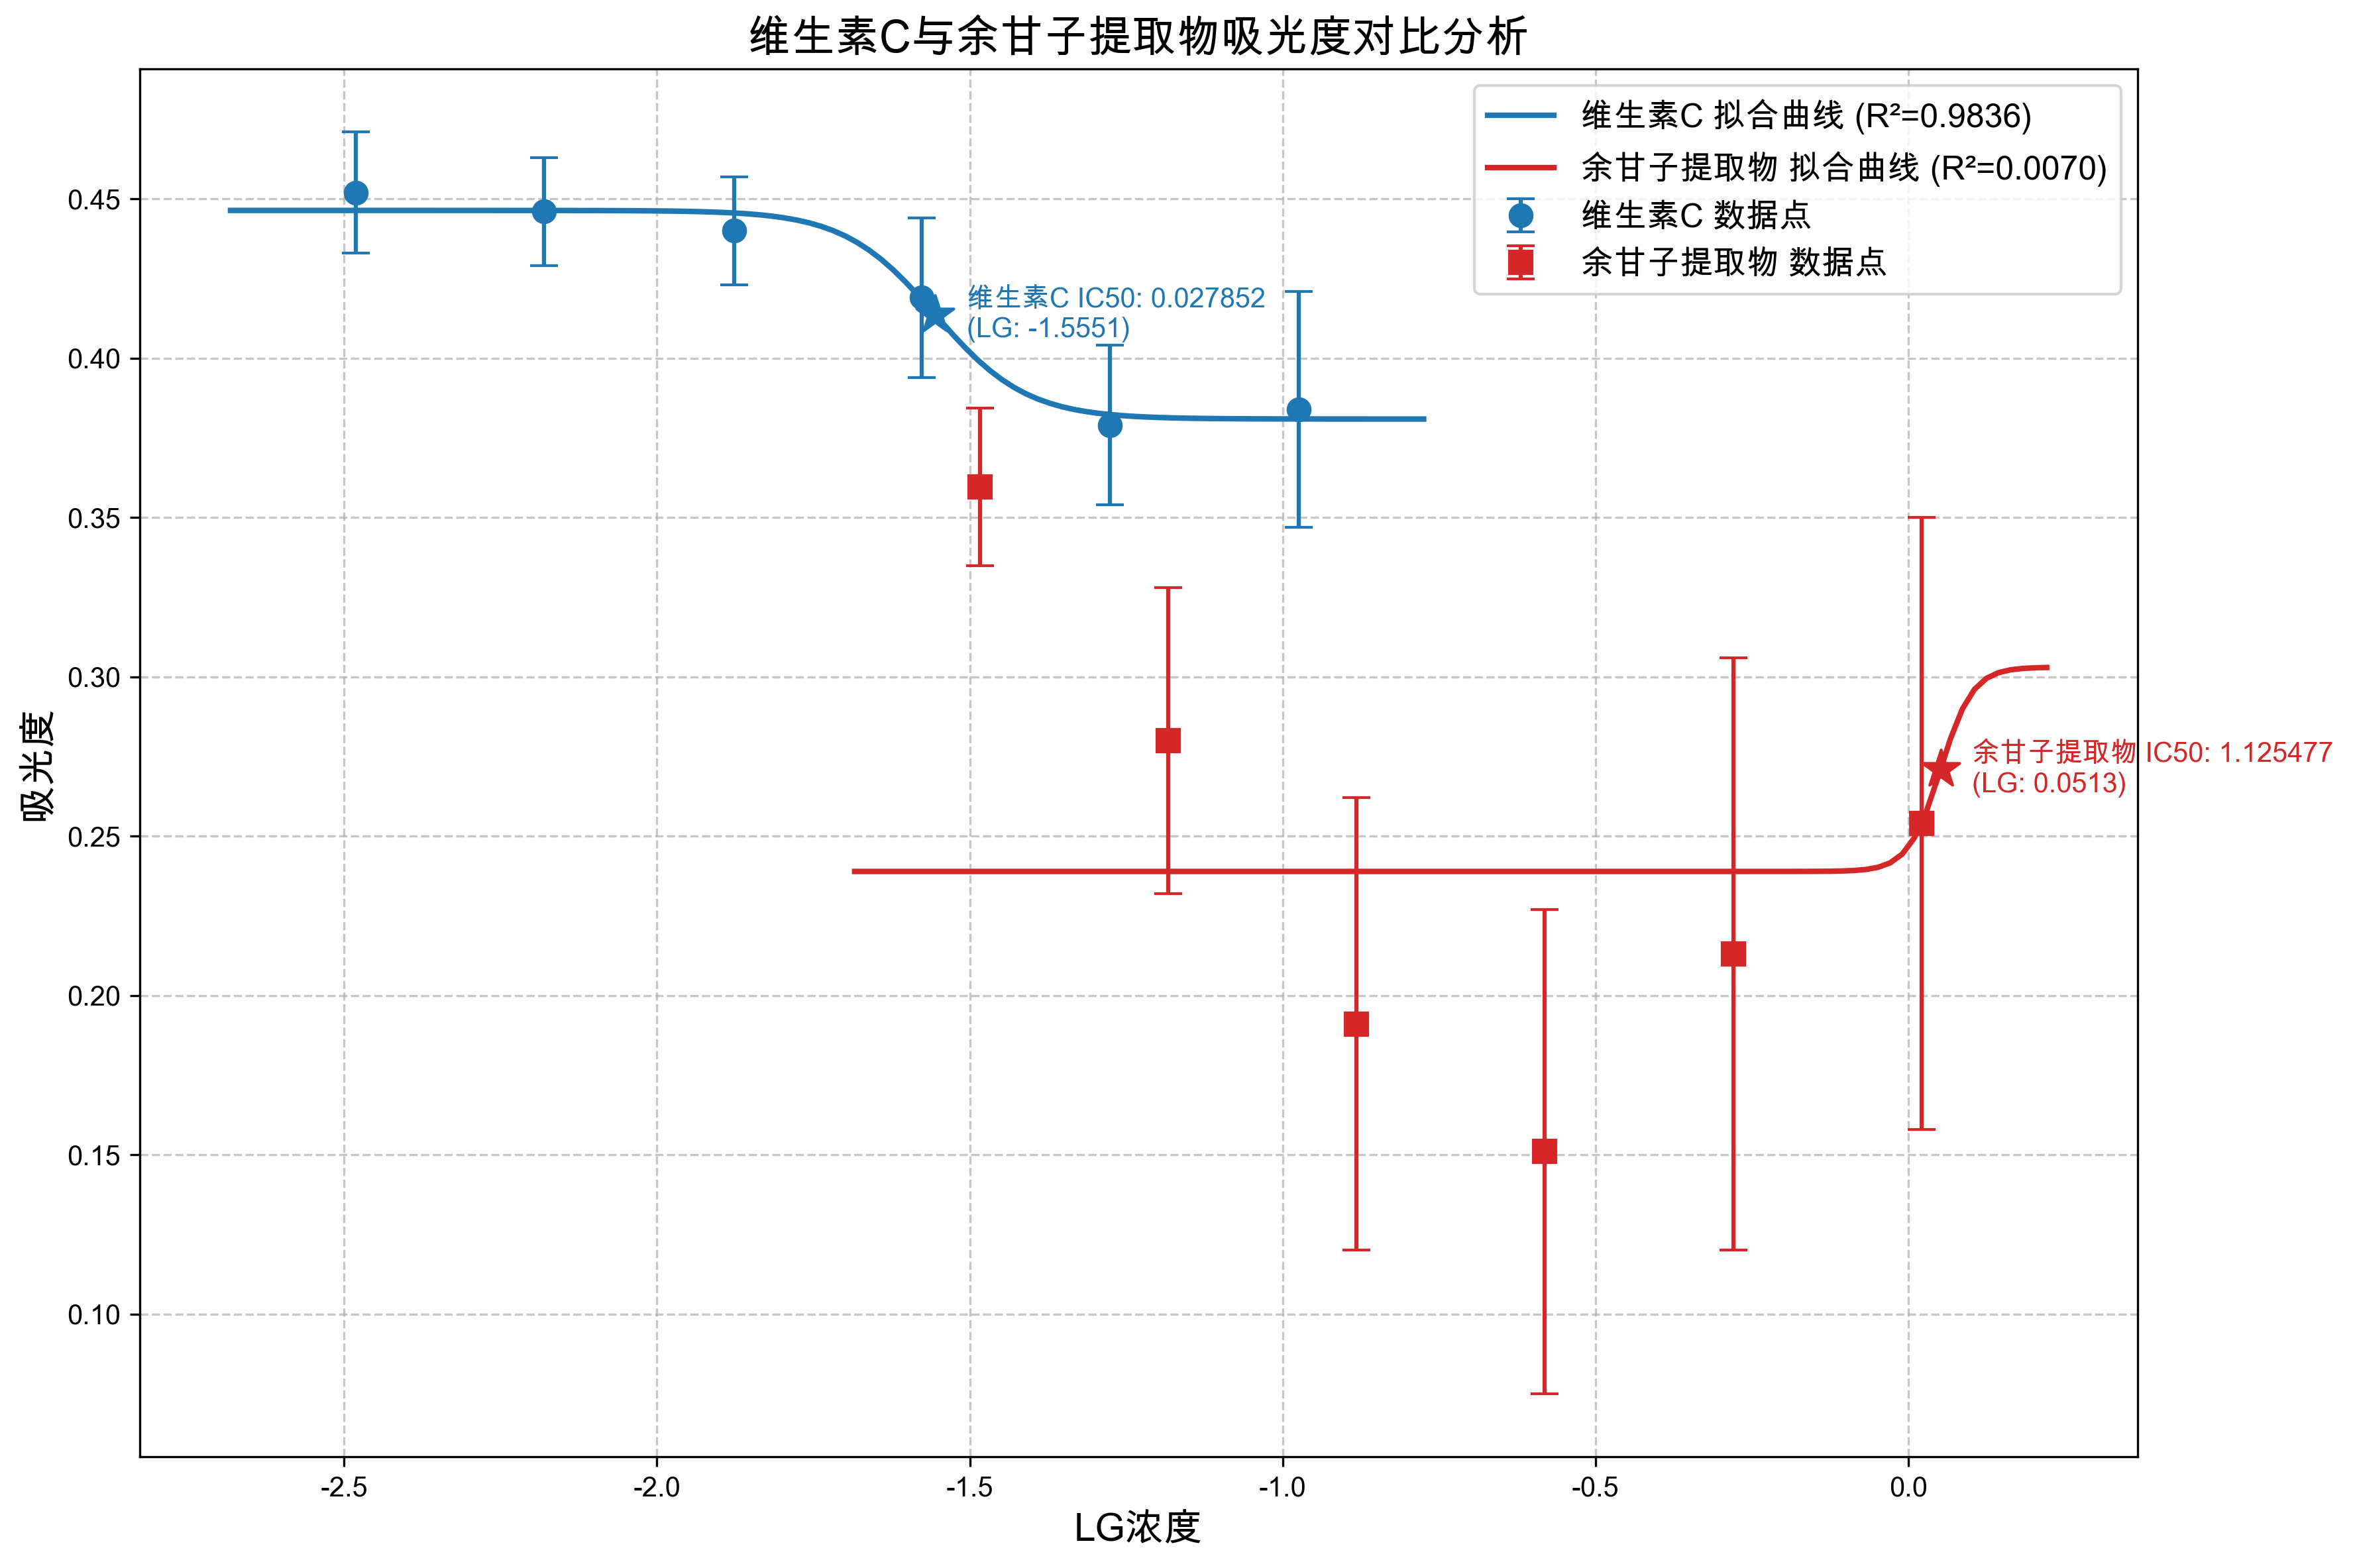 维生素C与余甘子提取物吸光度对比分析
维生素C 拟合曲线 (R²=0.9836)
余甘子提取物 拟合曲线 (R²=0.0070)
维生素C 数据点
余甘子提取物 数据点
维生素C IC50: 0.027852
(LG: -1.5551)
余甘子提取物 IC50: 1.125477
(LG: 0.0513)
吸光度
0.45
0.40
0.35
0.30
0.25
0.20
0.15
0.10
-2.5
-2.0
-1.5
-1.0
-0.5
0.0
LG浓度